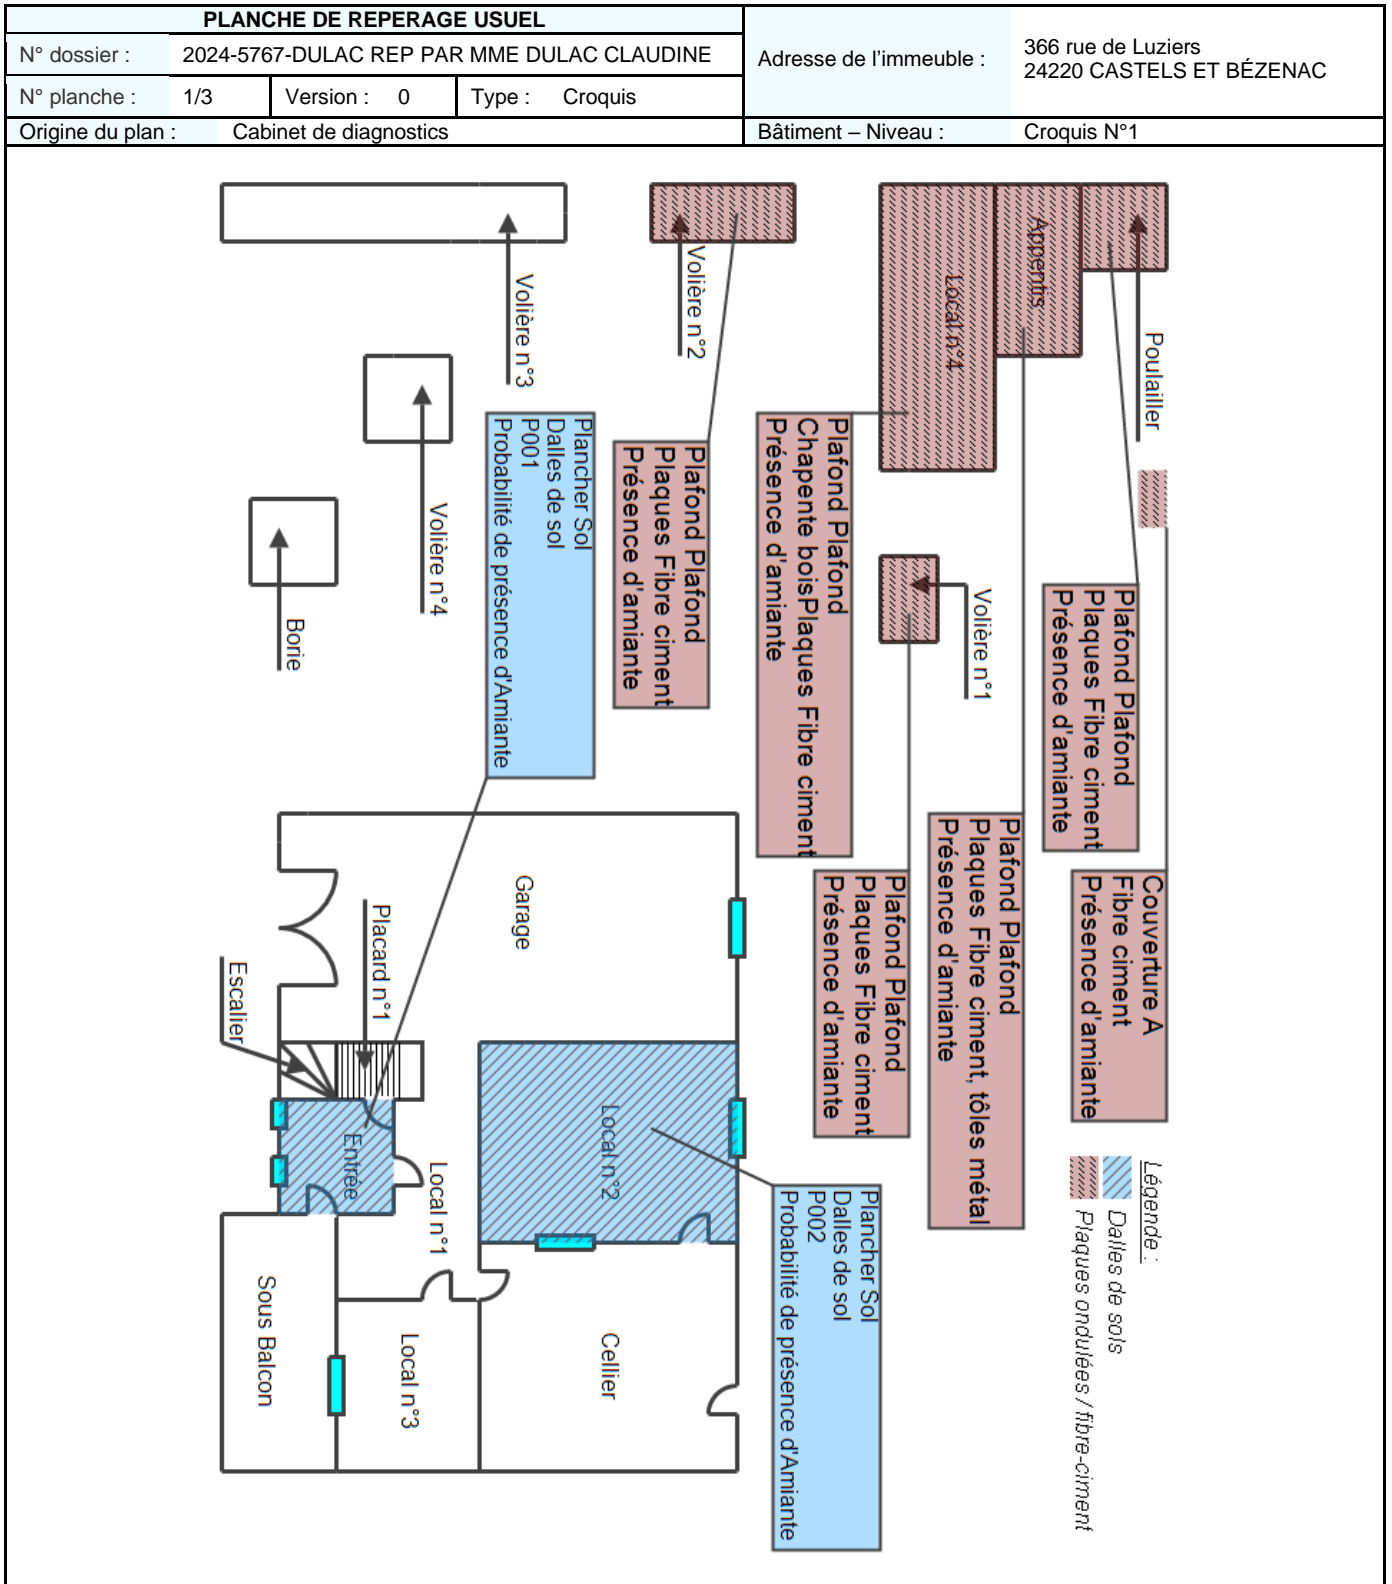 PLANCHE DE REPERAGE USUEL
N° dossier : 2024-5767-DULAC REP PAR MME DULAC CLAUDINE
Adresse de l'immeuble :
366 rue de Luziers
24220 CASTELS ET BÉZENAC
N° planche : 1/3 Version : 0 Type : Croquis
Origine du plan : Cabinet de diagnostics
Bâtiment – Niveau : Croquis N°1
Poulailler
Appentis
Local n°4
Volière n°2
Volière n°3
Volière n°4
Borie
Volière n°1
Couverture A
Fibre ciment
Présence d'amiante
Plafond Plafond
Plaques Fibre ciment
Présence d'amiante
Plafond Plafond
Plaques Fibre ciment, tôles métal
Présence d'amiante
Plafond Plafond
Plaques Fibre ciment
Présence d'amiante
Plafond Plafond
Chapente boisPlaques Fibre ciment
Présence d'amiante
Plafond Plafond
Plaques Fibre ciment
Présence d'amiante
Plancher Sol
Dalles de sol
P001
Probabilité de présence d'Amiante
Garage
Placard n°1
Escalier
Local n°2
Entrée
Local n°1
Cellier
Local n°3
Sous Balcon
Plancher Sol
Dalles de sol
P002
Probabilité de présence d'Amiante
Légende :
Dalles de sols
Plaques ondulées / fibre-ciment